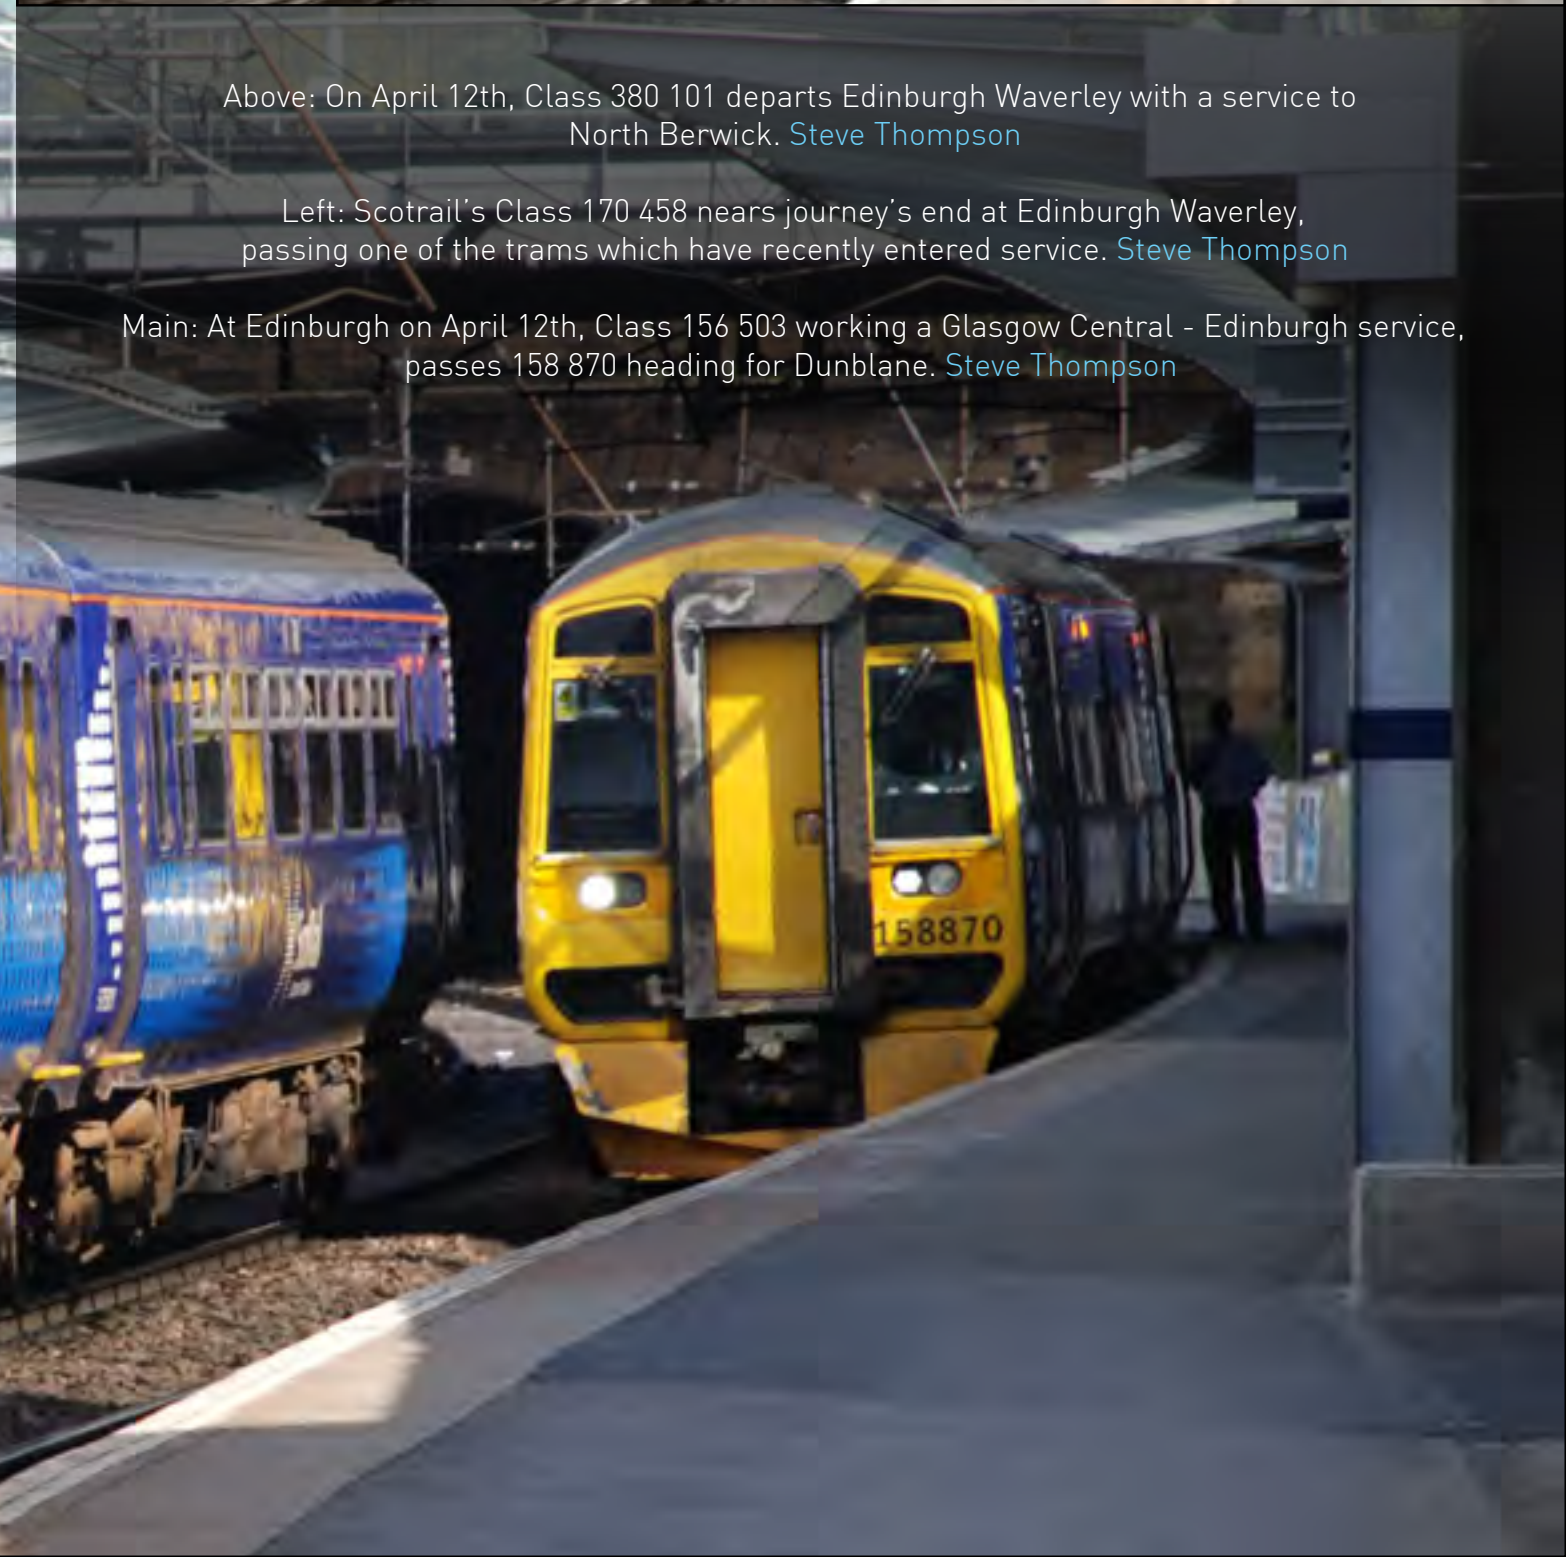 Above: On April 12th, Class 380 101 departs Edinburgh Waverley with a service to
North Berwick. Steve Thompson
Left: Scotrail’s Class 170 458 nears journey’s end at Edinburgh Waverley,
passing one of the trams which have recently entered service. Steve Thompson
Main: At Edinburgh on April 12th, Class 156 503 working a Glasgow Central - Edinburgh service,
passes 158 870 heading for Dunblane. Steve Thompson
158870